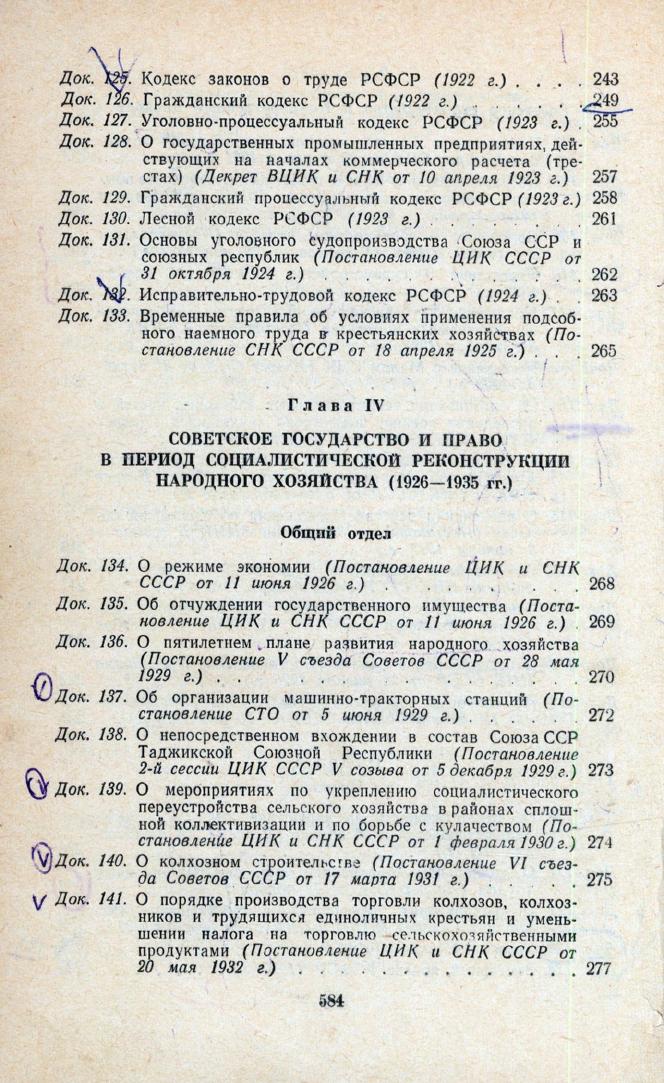 Док. 125. Кодекс законов о труде РСФСР (1922 г.) . . . . 243
Док. 126. Гражданский кодекс РСФСР (1922 г.) . . . . . . 249
Док. 127. Уголовно-процессуальный кодекс РСФСР (1923 г.) . 255
Док. 128. О государственных промышленных предприятиях, дей-
ствующих на началах коммерческого расчета (тре-
стах) (Декрет ВЦИК и СНК от 10 апреля 1923 г.) 257
Док. 129. Гражданский процессуальный кодекс РСФСР (1923 г.) 258
Док. 130. Лесной кодекс РСФСР (1923 г.) . . . . . . . 261
Док. 131. Основы уголовного судопроизводства Союза ССР и
союзных республик (Постановление ЦИК СССР от
31 октября 1924 г.) . . . . . . . . . . . . 262
Док. 132. Исправительно-трудовой кодекс РСФСР (1924 г.) . . 263
Док. 133. Временные правила об условиях применения подсоб-
ного наемного труда в крестьянских хозяйствах (По-
становление СНК СССР от 18 апреля 1925 г.) . . . 265
Глава IV
СОВЕТСКОЕ ГОСУДАРСТВО И ПРАВО
В ПЕРИОД СОЦИАЛИСТИЧЕСКОЙ РЕКОНСТРУКЦИИ
НАРОДНОГО ХОЗЯЙСТВА (1926—1935 гг.)
Общий отдел
Док. 134. О режиме экономии (Постановление ЦИК и СНК
СССР от 11 июня 1926 г.) . . . . . . . . . 268
Док. 135. Об отчуждении государственного имущества (Поста-
новление ЦИК и СНК СССР от 11 июня 1926 г.) . 269
Док. 136. О пятилетнем плане развития народного хозяйства
(Постановление V съезда Советов СССР от 28 мая
1929 г.) . . . . . . . . . . . . . . . . . 270
Док. 137. Об организации машинно-тракторных станций (По-
становление СТО от 5 июня 1929 г.) . . . . . . 272
Док. 138. О непосредственном вхождении в состав Союза ССР
Таджикской Союзной Республики (Постановление
2-й сессии ЦИК СССР V созыва от 5 декабря 1929 г.) 273
Док. 139. О мероприятиях по укреплению социалистического
переустройства сельского хозяйства в районах сплош-
ной коллективизации и по борьбе с кулачеством (По-
становление ЦИК и СНК СССР от 1 февраля 1930 г.) 274
Док. 140. О колхозном строительстве (Постановление VI съез-
да Советов СССР от 17 марта 1931 г.) . . . . . 275
Док. 141. О порядке производства торговли колхозов, колхоз-
ников и трудящихся единоличных крестьян и умень-
шении налога на торговлю сельскохозяйственными
продуктами (Постановление ЦИК и СНК СССР от
20 мая 1932 г.) . . . . . . . . . . . . . . 277
584